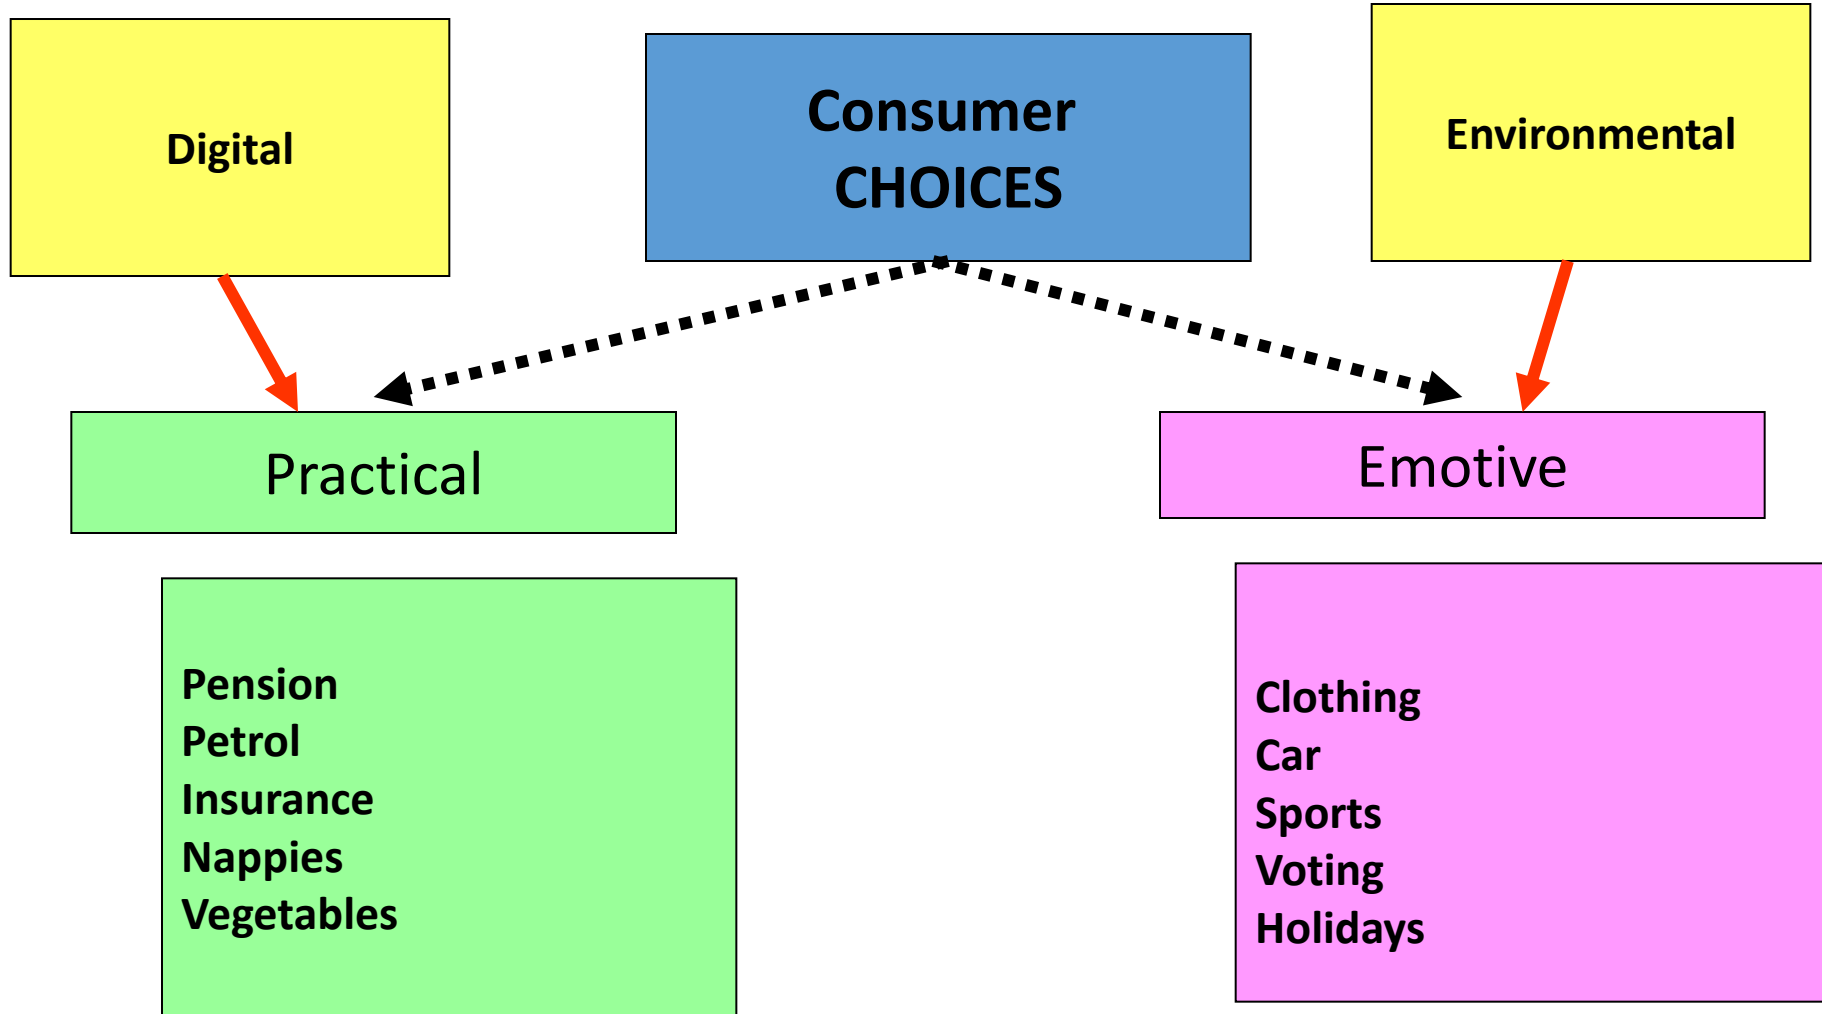 Digital
Consumer
CHOICES
Environmental
Practical
Emotive
Pension
Petrol
Insurance
Nappies
Vegetables
Clothing
Car
Sports
Voting
Holidays